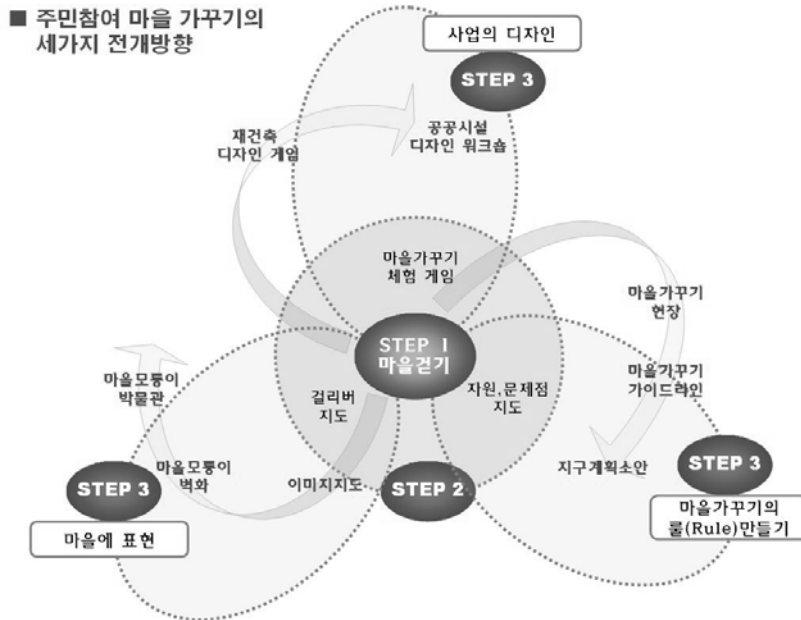 ■ 주민참여 마을 가꾸기의
세가지 전개방향
사업의 디자인
STEP 3
재건축
디자인 게임
공공시설
디자인 워크숍
마을가꾸기
체험 게임
마을가꾸기
현장
STEP 1
마을걷기
마을모퉁이
박물관
걸리버
지도
자원,문제점
지도
마을가꾸기
가이드라인
마을모퉁이
벽화
이미지지도
STEP 2
지구계획소안
STEP 3
마을에 표현
STEP 3
마을가꾸기의
룰(Rule)만들기